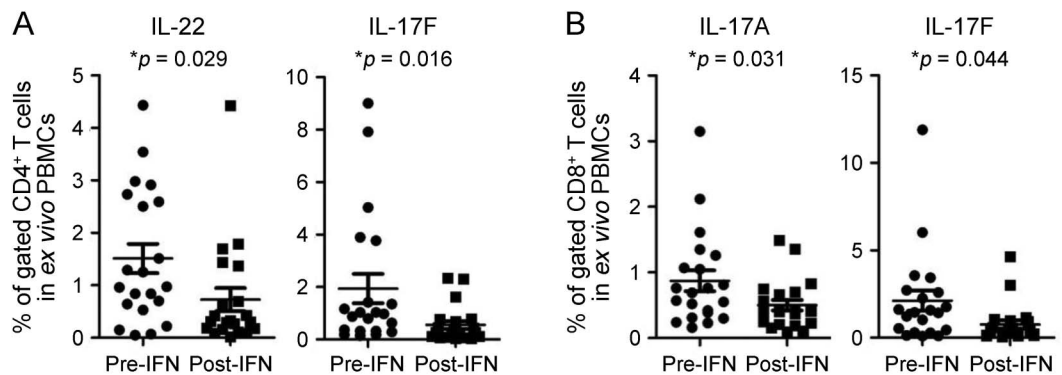 A
IL-22
*p = 0.029
% of gated CD4+ T cells
in ex vivo PBMCs
5
4
3
2
1
0
Pre-IFN Post-IFN
IL-17F
*p = 0.016
10
8
6
4
2
0
Pre-IFN Post-IFN
B
IL-17A
*p = 0.031
% of gated CD8+ T cells
in ex vivo PBMCs
4
3
2
1
0
Pre-IFN Post-IFN
IL-17F
*p = 0.044
15
10
5
0
Pre-IFN Post-IFN